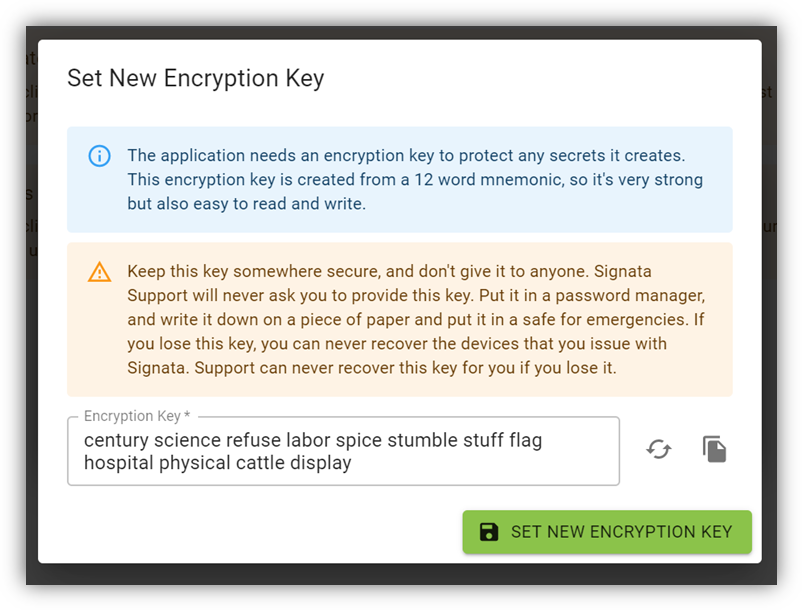 Set New Encryption Key
The application needs an encryption key to protect any secrets it creates.
This encryption key is created from a 12 word mnemonic, so it's very strong
but also easy to read and write.
Keep this key somewhere secure, and don't give it to anyone. Signata
Support will never ask you to provide this key. Put it in a password manager,
and write it down on a piece of paper and put it in a safe for emergencies. If
you lose this key, you can never recover the devices that you issue with
Signata. Support can never recover this key for you if you lose it.
Encryption Key *
century science refuse labor spice stumble stuff flag
hospital physical cattle display
SET NEW ENCRYPTION KEY